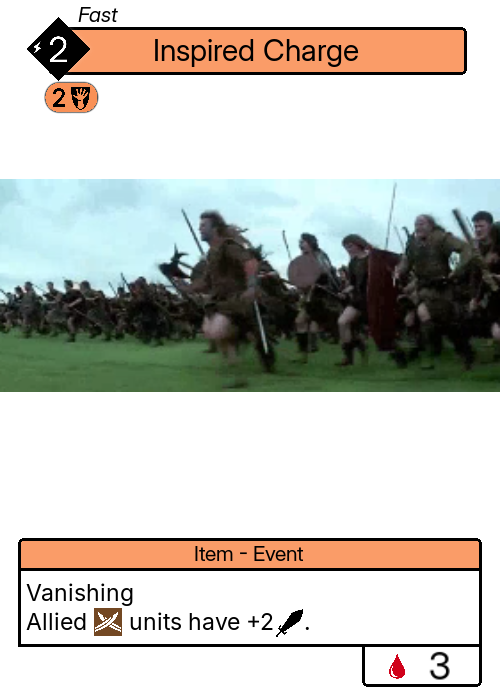 Fast
2
Inspired Charge
2
Item - Event
Vanishing
Allied units have +2.
3